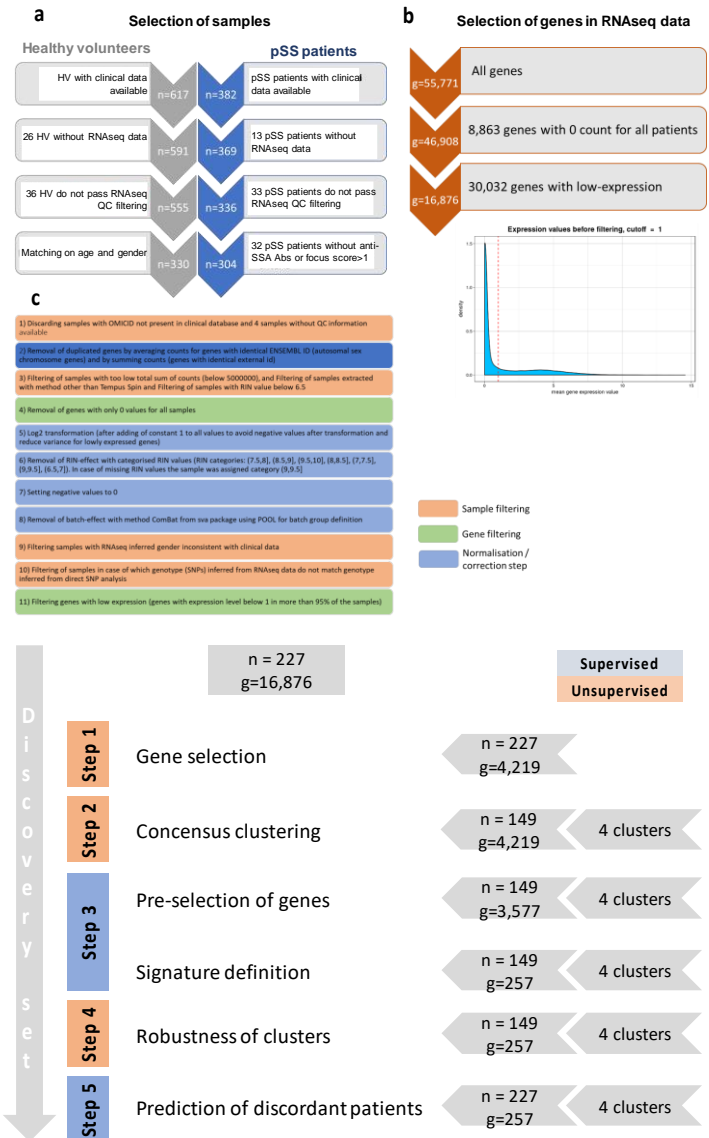 a
Selection of samples
Healthy volunteers
pSS patients
HV with clinical data
available
n=617
n=382
pSS patients with clinical
data available
26 HV without RNAseq data
n=591
n=369
13 pSS patients without
RNAseq data
36 HV do not pass RNAseq
QC filtering
n=555
n=336
33 pSS patients do not pass
RNAseq QC filtering
Matching on age and gender
n=330
n=304
32 pSS patients without anti-
SSA Abs or focus score>1
b
Selection of genes in RNAseq data
g=55,771
All genes
g=46,908
8,863 genes with 0 count for all patients
g=16,876
30,032 genes with low-expression
Expression values before filtering, cutoff = 1
density
1.5
1.0
0.5
0.0
0
5
10
15
mean gene expression value
c
1) Discarding samples with OMICID not present in clinical database and 4 samples without QC information
available
2) Removal of duplicated genes by averaging counts for genes with identical ENSEMBL ID (autosomal sex
chromosome genes) and by summing counts (genes with identical external id)
3) Filtering of samples with too low total sum of counts (below 5000000), and Filtering of samples extracted
with method other than Tempus Spin and Filtering of samples with RIN value below 6.5
4) Removal of genes with only 0 values for all samples
5) Log2 transformation (after adding of constant 1 to all values to avoid negative values after transformation and
reduce variance for lowly expressed genes)
6) Removal of RIN-effect with categorised RIN values (RIN categories: (7.5,8], (8.5,9], (9.5,10], (8,8.5], (7,7.5],
(9,9.5], (6.5,7]). In case of missing RIN values the sample was assigned category (9,9.5]
7) Setting negative values to 0
8) Removal of batch-effect with method ComBat from sva package using POOL for batch group definition
9) Filtering samples with RNAseq inferred gender inconsistent with clinical data
10) Filtering of samples in case of which genotype (SNPs) inferred from RNAseq data do not match genotype
inferred from direct SNP analysis
11) Filtering genes with low expression (genes with expression level below 1 in more than 95% of the samples)
Sample filtering
Gene filtering
Normalisation /
correction step
Discovery set
n = 227
g=16,876
Supervised
Unsupervised
Step 1
Gene selection
n = 227
g=4,219
Step 2
Concensus clustering
n = 149
g=4,219
4 clusters
Step 3
Pre-selection of genes
n = 149
g=3,577
4 clusters
Signature definition
n = 149
g=257
4 clusters
Step 4
Robustness of clusters
n = 149
g=257
4 clusters
Step 5
Prediction of discordant patients
n = 227
g=257
4 clusters